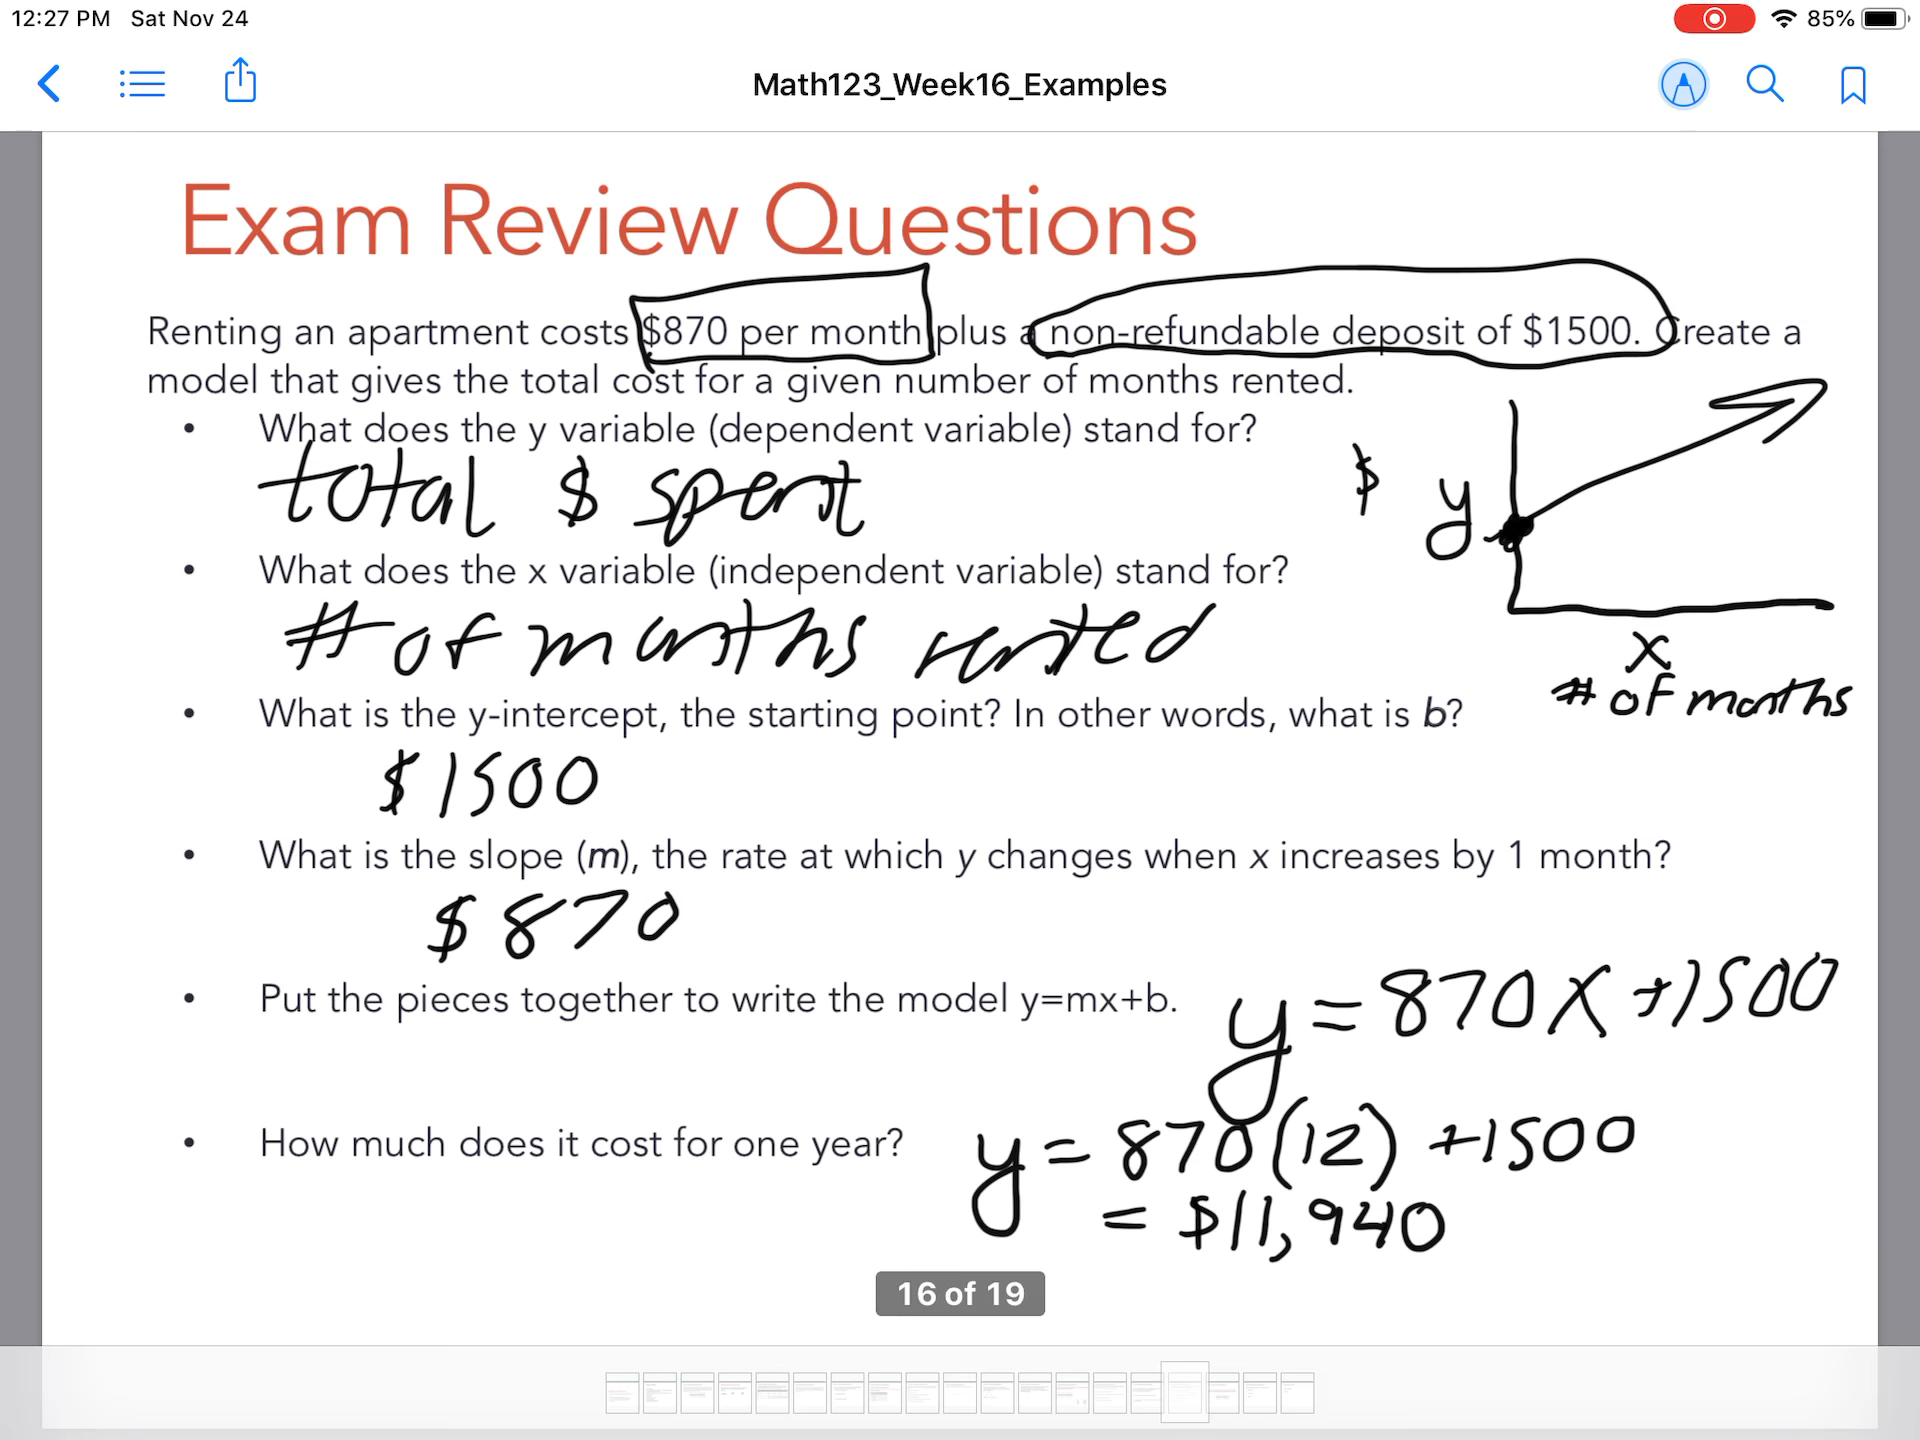 12:27 PM Sat Nov 24
85%
Math123_Week16_Examples
Exam Review Questions
Renting an apartment costs $870 per month plus a non-refundable deposit of $1500. Create a
model that gives the total cost for a given number of months rented.
• What does the y variable (dependent variable) stand for?
total $ spent
$ y
• What does the x variable (independent variable) stand for?
# of months rented
x
# of months
• What is the y-intercept, the starting point? In other words, what is b?
$1500
• What is the slope (m), the rate at which y changes when x increases by 1 month?
$870
• Put the pieces together to write the model y=mx+b.
y=870x+1500
• How much does it cost for one year?
y=870(12)+1500
= $11,940
16 of 19